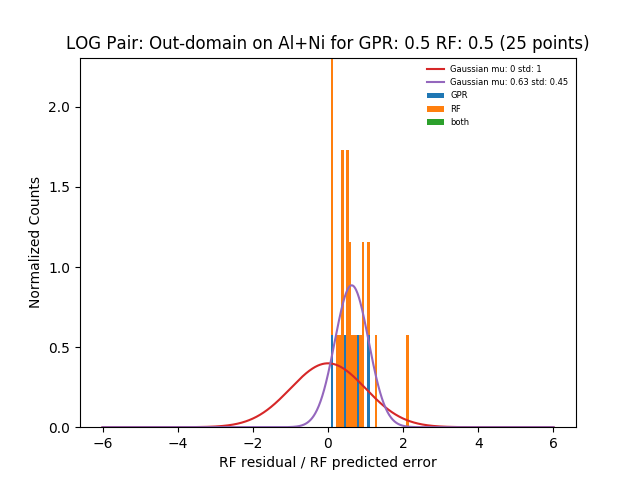 LOG Pair: Out-domain on Al+Ni for GPR: 0.5 RF: 0.5 (25 points)
Gaussian mu: 0 std: 1
Gaussian mu: 0.63 std: 0.45
GPR
RF
both
2.0
1.5
1.0
0.5
0.0
Normalized Counts
−6
−4
−2
0
2
4
6
RF residual / RF predicted error